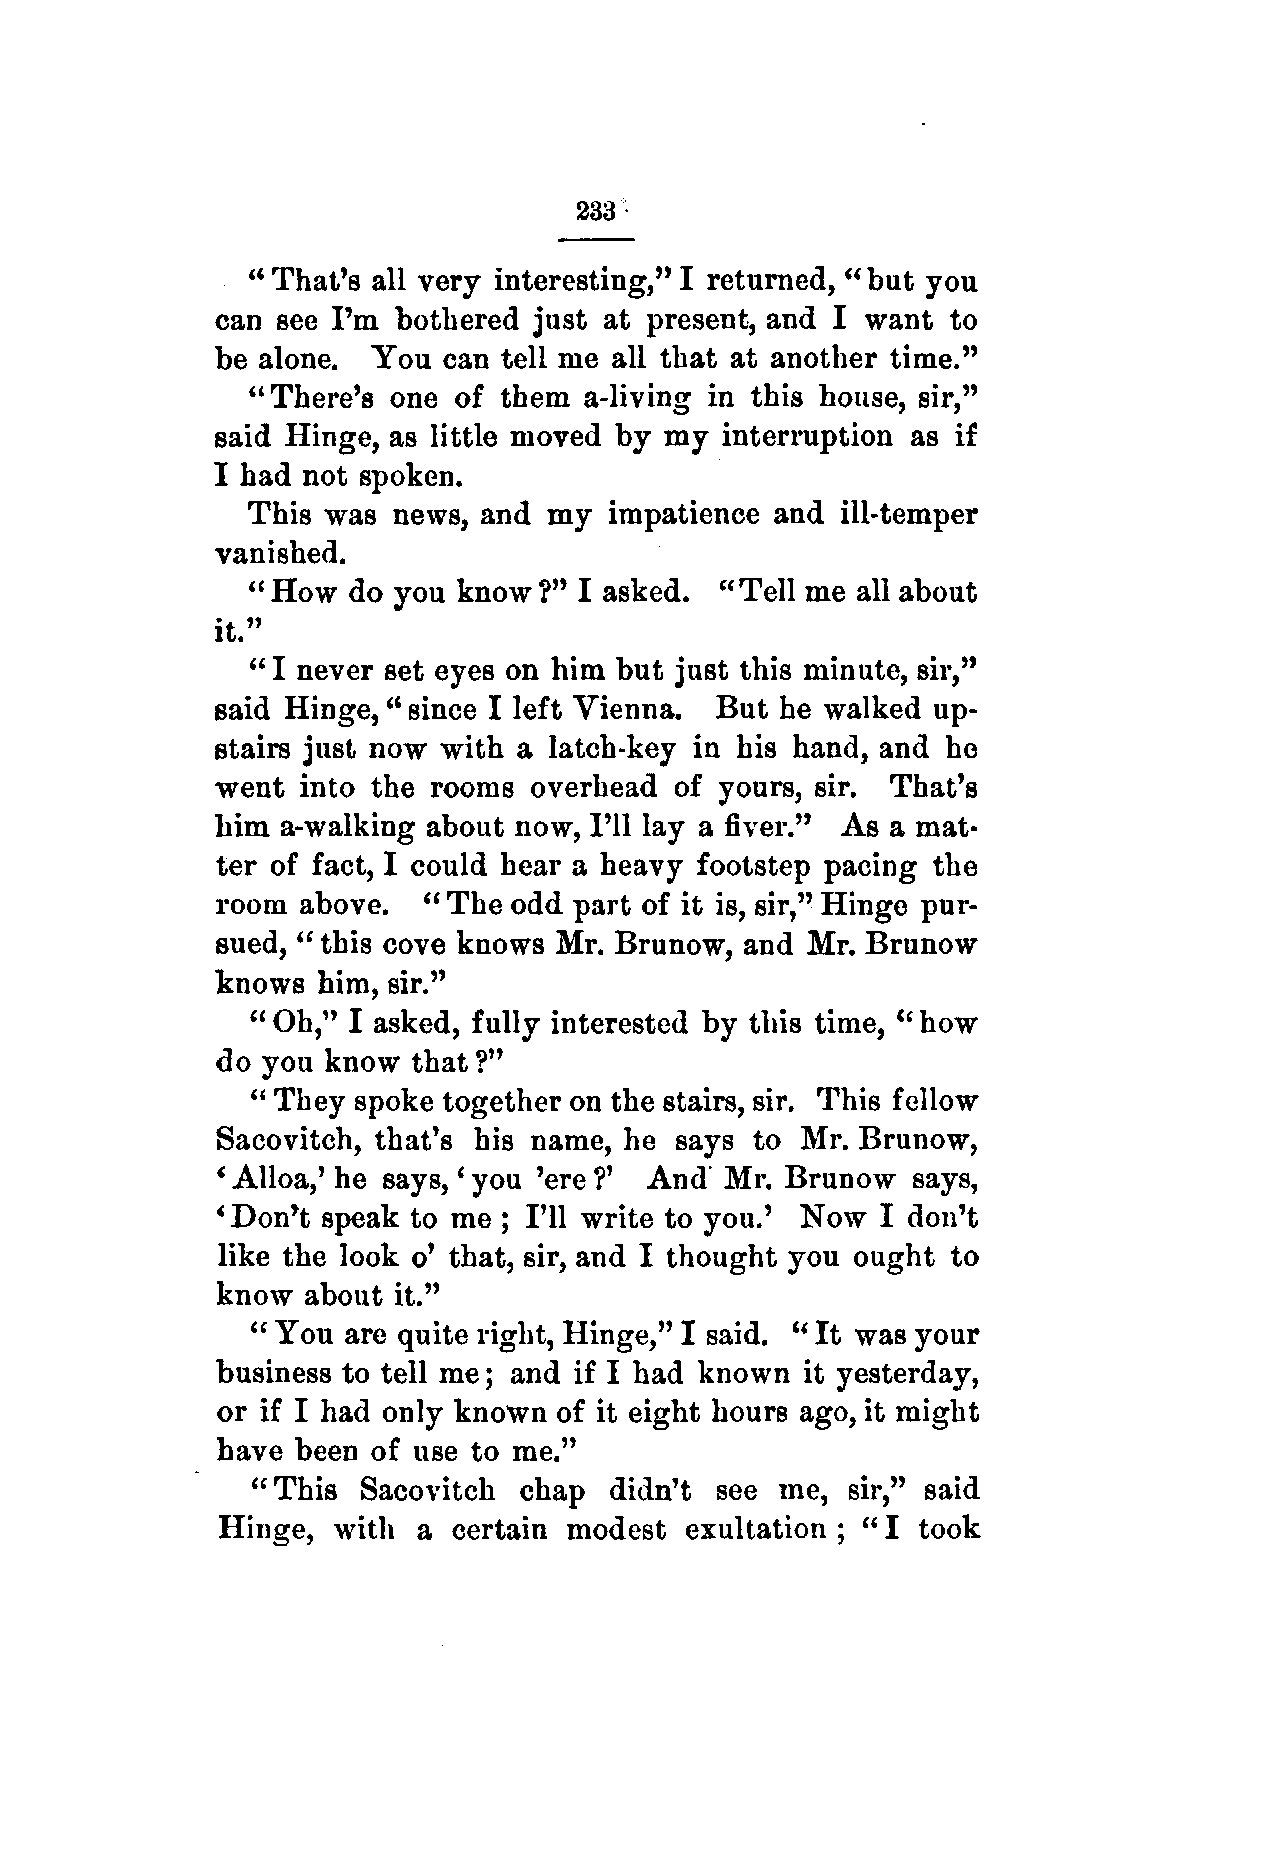 233
“That’s all very interesting,” I returned, “but you
can see I’m bothered just at present, and I want to
be alone. You can tell me all that at another time.”
“There’s one of them a-living in this house, sir,”
said Hinge, as little moved by my interruption as if
I had not spoken.
This was news, and my impatience and ill-temper
vanished.
“How do you know?” I asked. “Tell me all about
it.”
“I never set eyes on him but just this minute, sir,”
said Hinge, “since I left Vienna. But he walked up-
stairs just now with a latch-key in his hand, and he
went into the rooms overhead of yours, sir. That’s
him a-walking about now, I’ll lay a fiver.” As a mat-
ter of fact, I could hear a heavy footstep pacing the
room above. “The odd part of it is, sir,” Hinge pur-
sued, “this cove knows Mr. Brunow, and Mr. Brunow
knows him, sir.”
“Oh,” I asked, fully interested by this time, “how
do you know that?”
“They spoke together on the stairs, sir. This fellow
Sacovitch, that’s his name, he says to Mr. Brunow,
‘Alloa,’ he says, ‘you ’ere?’ And Mr. Brunow says,
‘Don’t speak to me; I’ll write to you.’ Now I don’t
like the look o’ that, sir, and I thought you ought to
know about it.”
“You are quite right, Hinge,” I said. “It was your
business to tell me; and if I had known it yesterday,
or if I had only known of it eight hours ago, it might
have been of use to me.”
“This Sacovitch chap didn’t see me, sir,” said
Hinge, with a certain modest exultation; “I took